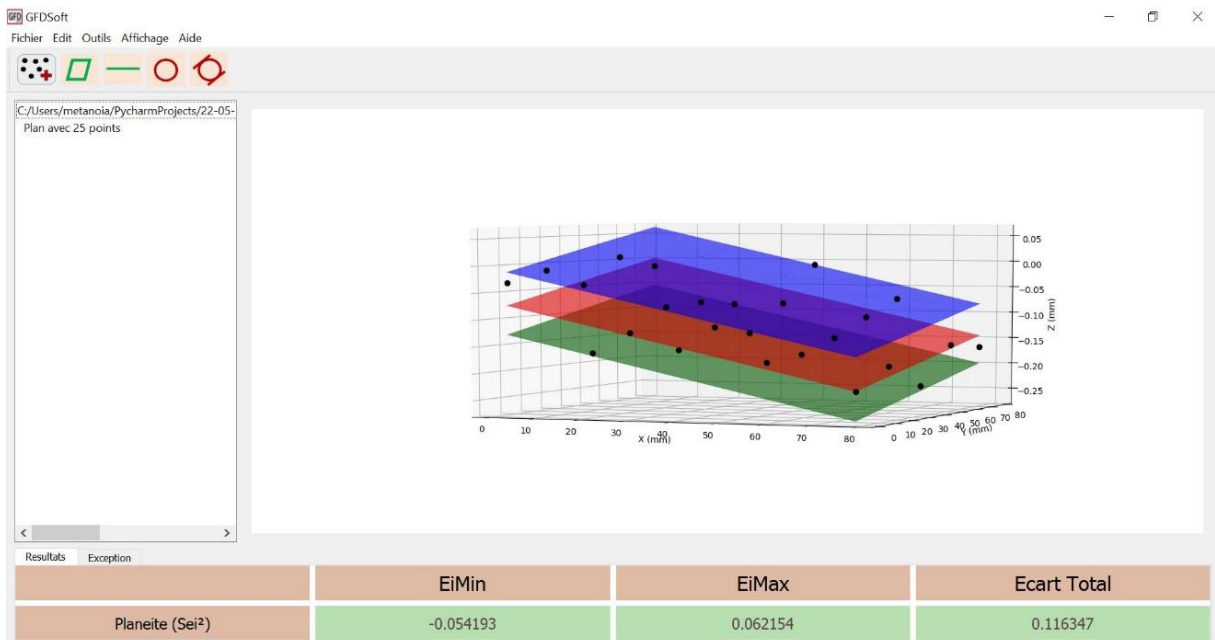 GFD GFDSoft
Fichier Edit Outils Affichage Aide
C:/Users/metanoia/PycharmProjects/22-05-
Plan avec 25 points
0.05
0.00
−0.05
−0.10
−0.15
−0.20
−0.25
Z (mm)
0 10 20 30 40 50 60 70 80
X (mm)
0 10 20 30 40 50 60 70 80
Y (mm)
Resultats Exception
EiMin EiMax Ecart Total
Planeite (Sei²) -0.054193 0.062154 0.116347